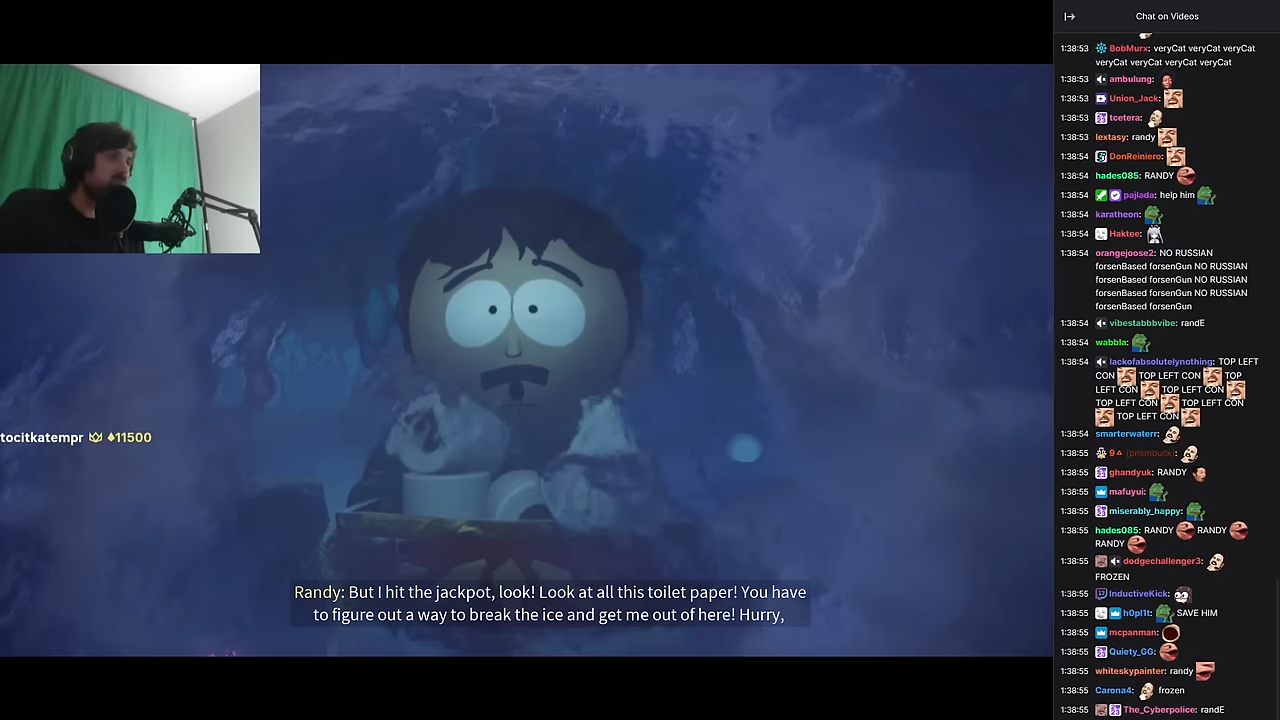 Chat on Videos
1:38:53 BobMurx: veryCat veryCat veryCat
veryCat veryCat veryCat veryCat
1:38:53 ambulung:
1:38:53 Union_Jack:
1:38:53 tcetera:
1:38:53 lextasy: randy
1:38:54 DonReiniero:
1:38:54 hades085: RANDY
1:38:54 pajlada: help him
1:38:54 karatheon:
1:38:54 Haktee:
1:38:54 orangejoose2: NO RUSSIAN
forsenBased forsenGun NO RUSSIAN
forsenBased forsenGun NO RUSSIAN
forsenBased forsenGun NO RUSSIAN
forsenBased forsenGun
1:38:54 vibestabbbvibe: randE
1:38:54 wabbla:
1:38:54 lackofabsolutelynothing: TOP LEFT
CON TOP LEFT CON TOP
LEFT CON TOP LEFT CON
TOP LEFT CON TOP LEFT CON
TOP LEFT CON
1:38:54 smarterwaterr:
1:38:55 9 (prismbuck):
1:38:55 ghandyuk: RANDY
1:38:55 mafuyui:
1:38:55 miserably_happy:
1:38:55 hades085: RANDY RANDY
RANDY
1:38:55 dodgechallenger3:
FROZEN
1:38:55 InductiveKick:
1:38:55 h0pl1t: SAVE HIM
1:38:55 mcpanman:
1:38:55 Quiety_GG:
1:38:55 whiteskypainter: randy
1:38:55 Carona4: frozen
1:38:55 The_Cyberpolice: randE
tocitkatempr 11500
Randy: But I hit the jackpot, look! Look at all this toilet paper! You have
to figure out a way to break the ice and get me out of here! Hurry,